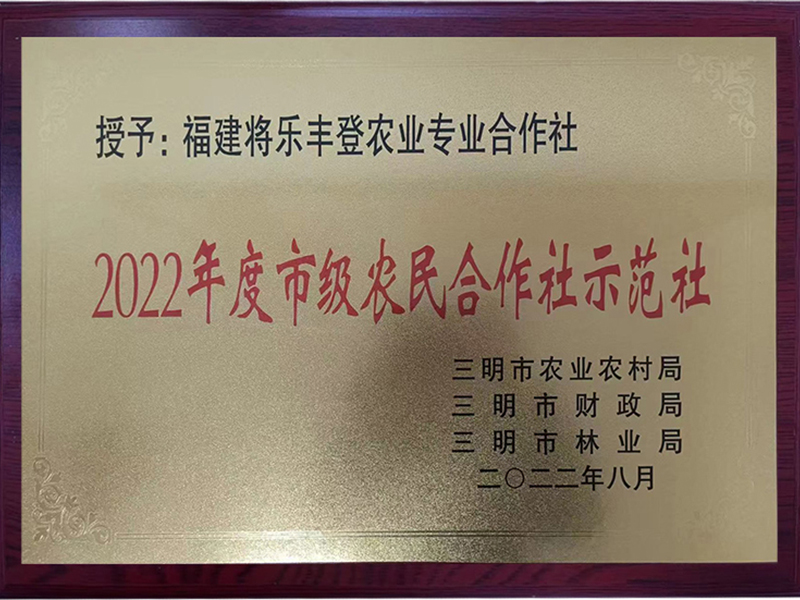 授予：福建将乐丰登农业专业合作社
2022年度市级农民合作社示范社
三明市农业农村局
三明市财政局
三明市林业局
二〇二二年八月